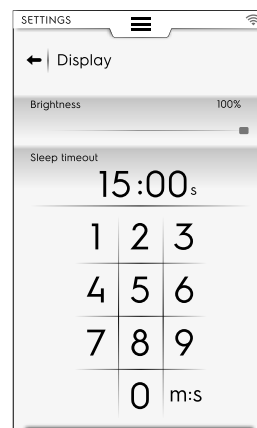 SETTINGS
Display
Brightness 100%
Sleep timeout
15:00s
1 2 3
4 5 6
7 8 9
0 m:s